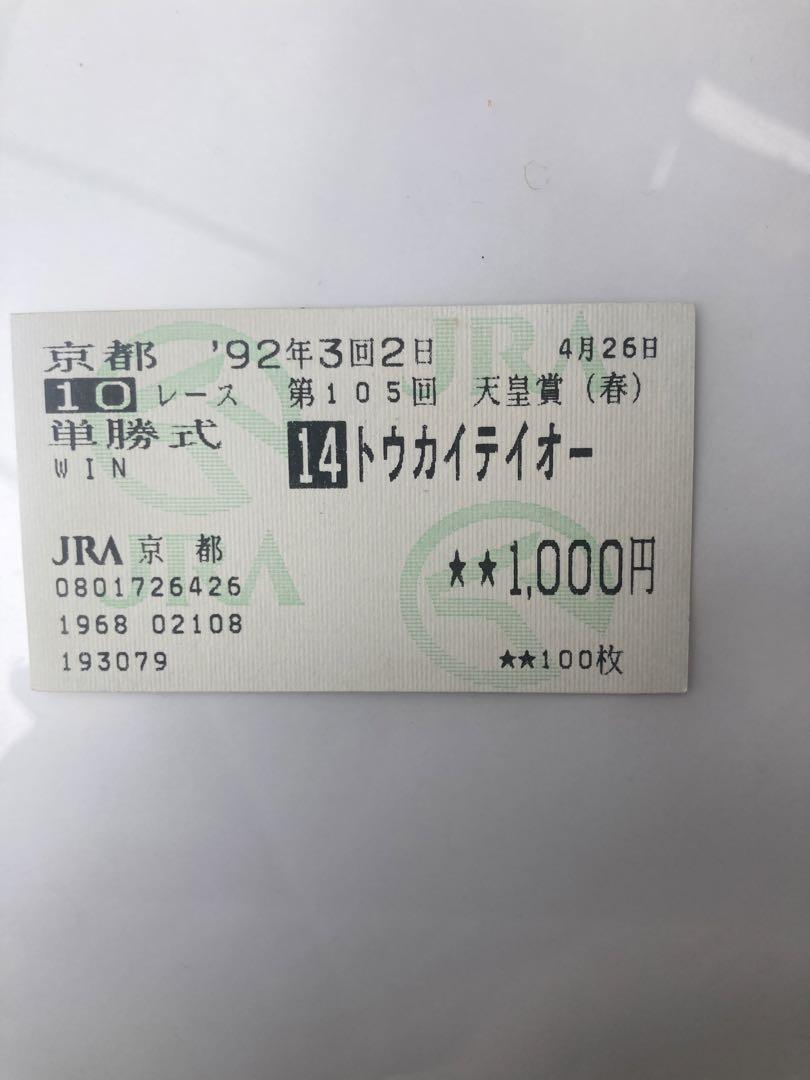 京都 '92年3回2日 4月26日
10 レース 第105回 天皇賞(春)
単勝式 14 トウカイテイオー
WIN
JRA 京都
★★1,000円
0801726426
1968 02108
193079 ★★100枚
JRA
JRA